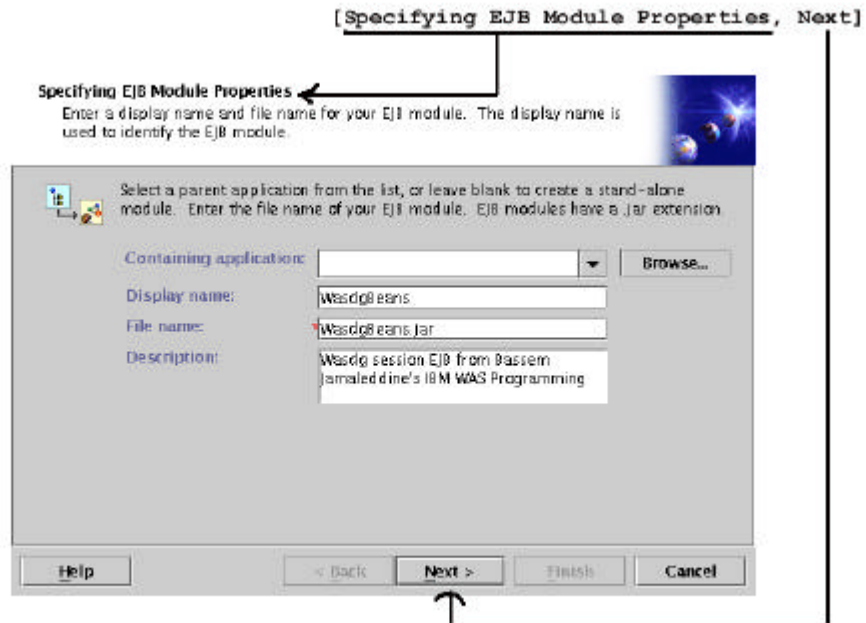 [Specifying EJB Module Properties, Next]
Specifying EJB Module Properties
Enter a display name and file name for your EJB module. The display name is
used to identify the EJB module.
Select a parent application from the list, or leave blank to create a stand-alone
module. Enter the file name of your EJB module. EJB modules have a .jar extension.
Containing application:
Browse...
Display name:
WasdgBeans
File name:
*WasdgBeans.jar
Description:
Wasdg session EJB from Bassem
Jamaleddine's IBM WAS Programming
Help
< Back
Next >
Finish
Cancel